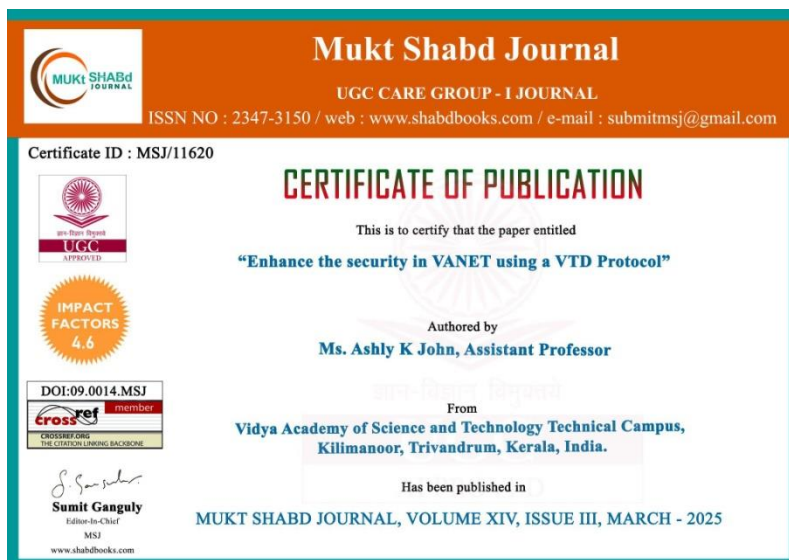 MUKt SHABd
JOURNAL
Mukt Shabd Journal
UGC CARE GROUP - I JOURNAL
ISSN NO : 2347-3150 / web : www.shabdbooks.com / e-mail : submitmsj@gmail.com
Certificate ID : MSJ/11620
ज्ञान-विज्ञान विमुक्तये
UGC
APPROVED
CERTIFICATE OF PUBLICATION
This is to certify that the paper entitled
“Enhance the security in VANET using a VTD Protocol”
IMPACT
FACTORS
4.6
Authored by
Ms. Ashly K John, Assistant Professor
DOI:09.0014.MSJ
crossref member
CROSSREF.ORG
THE CITATION LINKING BACKBONE
ज्ञान-विज्ञान विमुक्तये
From
Vidya Academy of Science and Technology Technical Campus,
Kilimanoor, Trivandrum, Kerala, India.
Sumit Ganguly
Editor-In-Chief
MSJ
www.shabdbooks.com
Has been published in
MUKT SHABD JOURNAL, VOLUME XIV, ISSUE III, MARCH - 2025